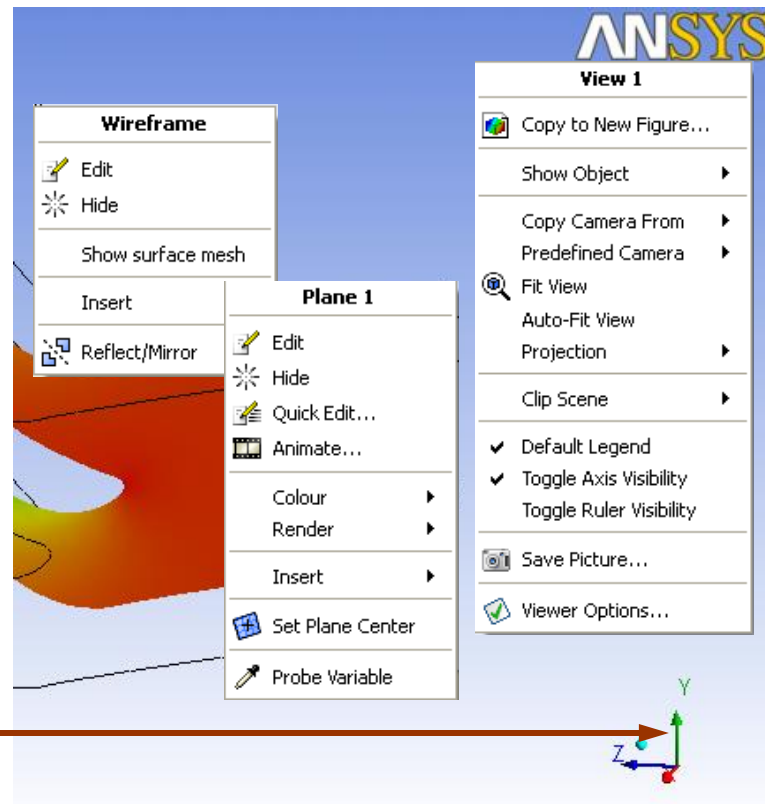 ANSYS
View 1
Copy to New Figure...
Show Object
Copy Camera From
Predefined Camera
Fit View
Auto-Fit View
Projection
Clip Scene
Default Legend
Toggle Axis Visibility
Toggle Ruler Visibility
Save Picture...
Viewer Options...
Wireframe
Edit
Hide
Show surface mesh
Insert
Reflect/Mirror
Plane 1
Edit
Hide
Quick Edit...
Animate...
Colour
Render
Insert
Set Plane Center
Probe Variable
Y
Z